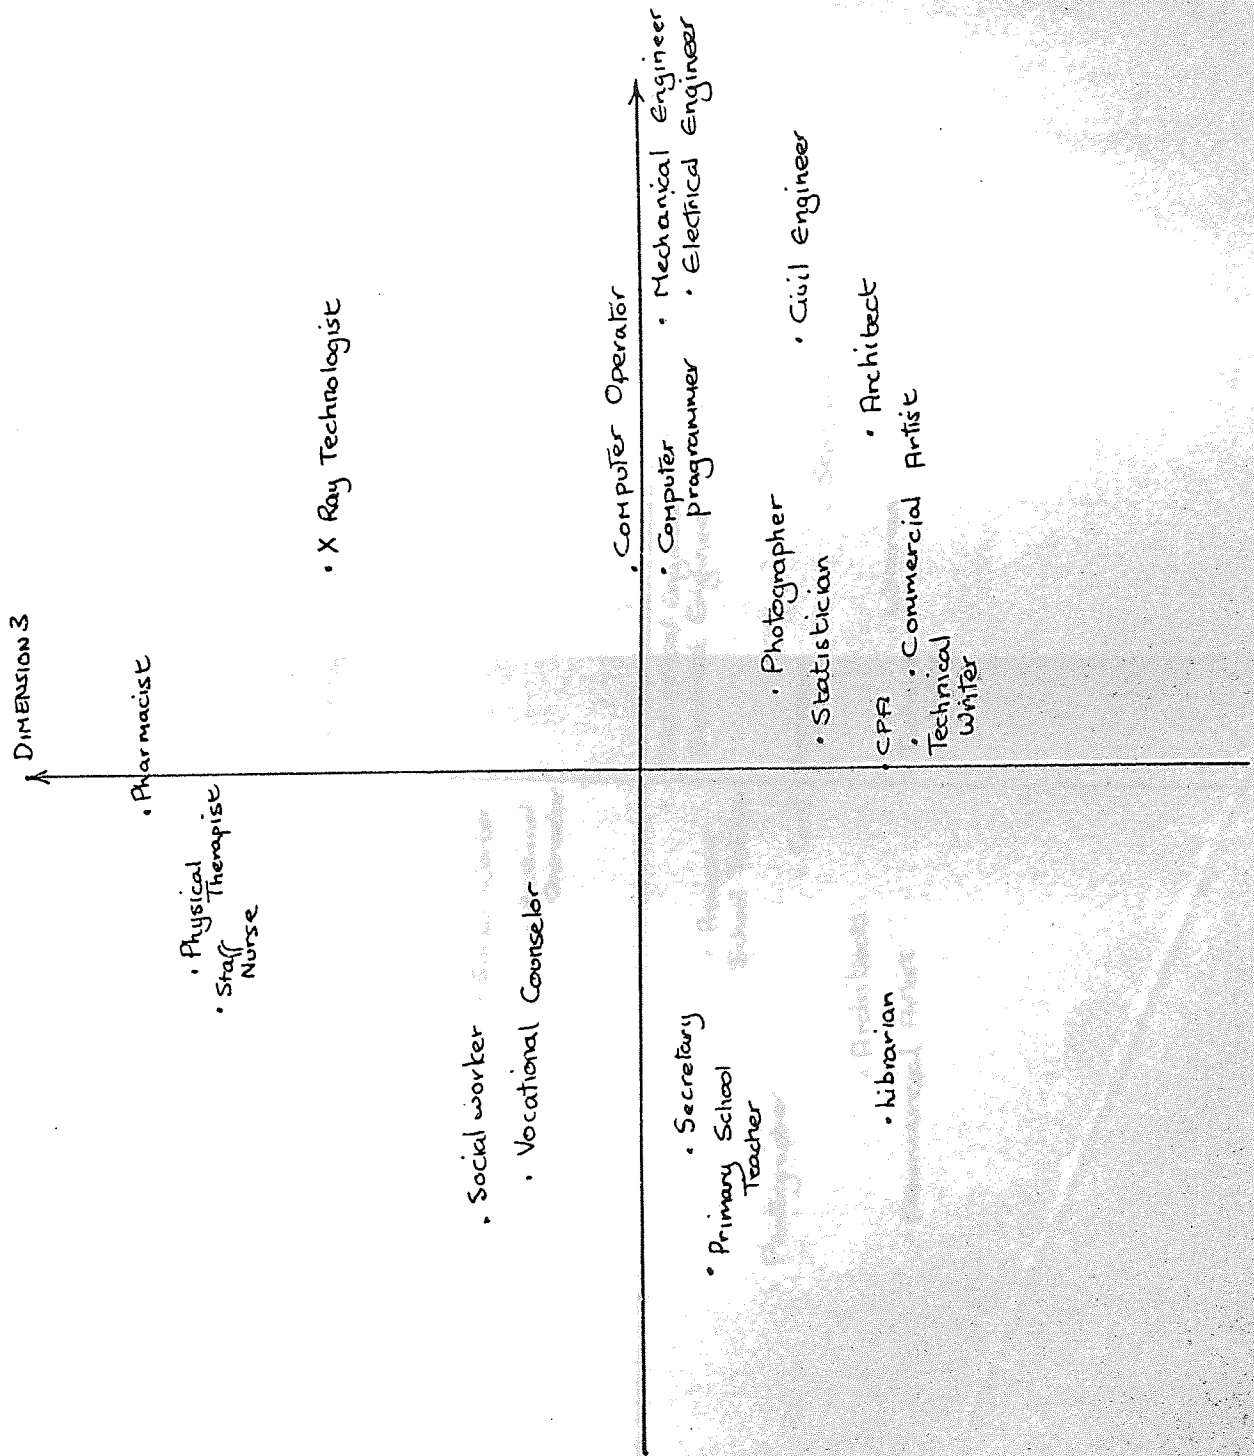 DIMENSION 3
• Pharmacist
• Physical
Therapist
• Staff
Nurse
• X Ray Technologist
• Social worker
• Vocational Counselor
Computer Operator
• Computer
pragrammer
• Mechanical Engineer
• Electrical Engineer
• Secretary
• Primary School
Teacher
• Photographer
• Statistician
• Civil Engineer
CPA
• Architect
• Librarian
• Commercial Artist
Technical
Writer